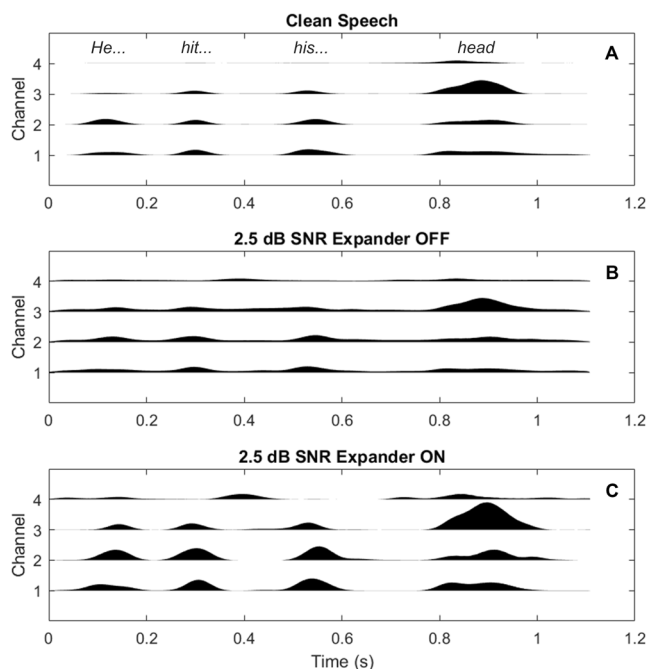 Clean Speech
He... hit... his... head A
5
4
3
2
1
Channel
0 0.2 0.4 0.6 0.8 1 1.2
2.5 dB SNR Expander OFF
B
5
4
3
2
1
Channel
0 0.2 0.4 0.6 0.8 1 1.2
2.5 dB SNR Expander ON
C
5
4
3
2
1
Channel
0 0.2 0.4 0.6 0.8 1 1.2
Time (s)